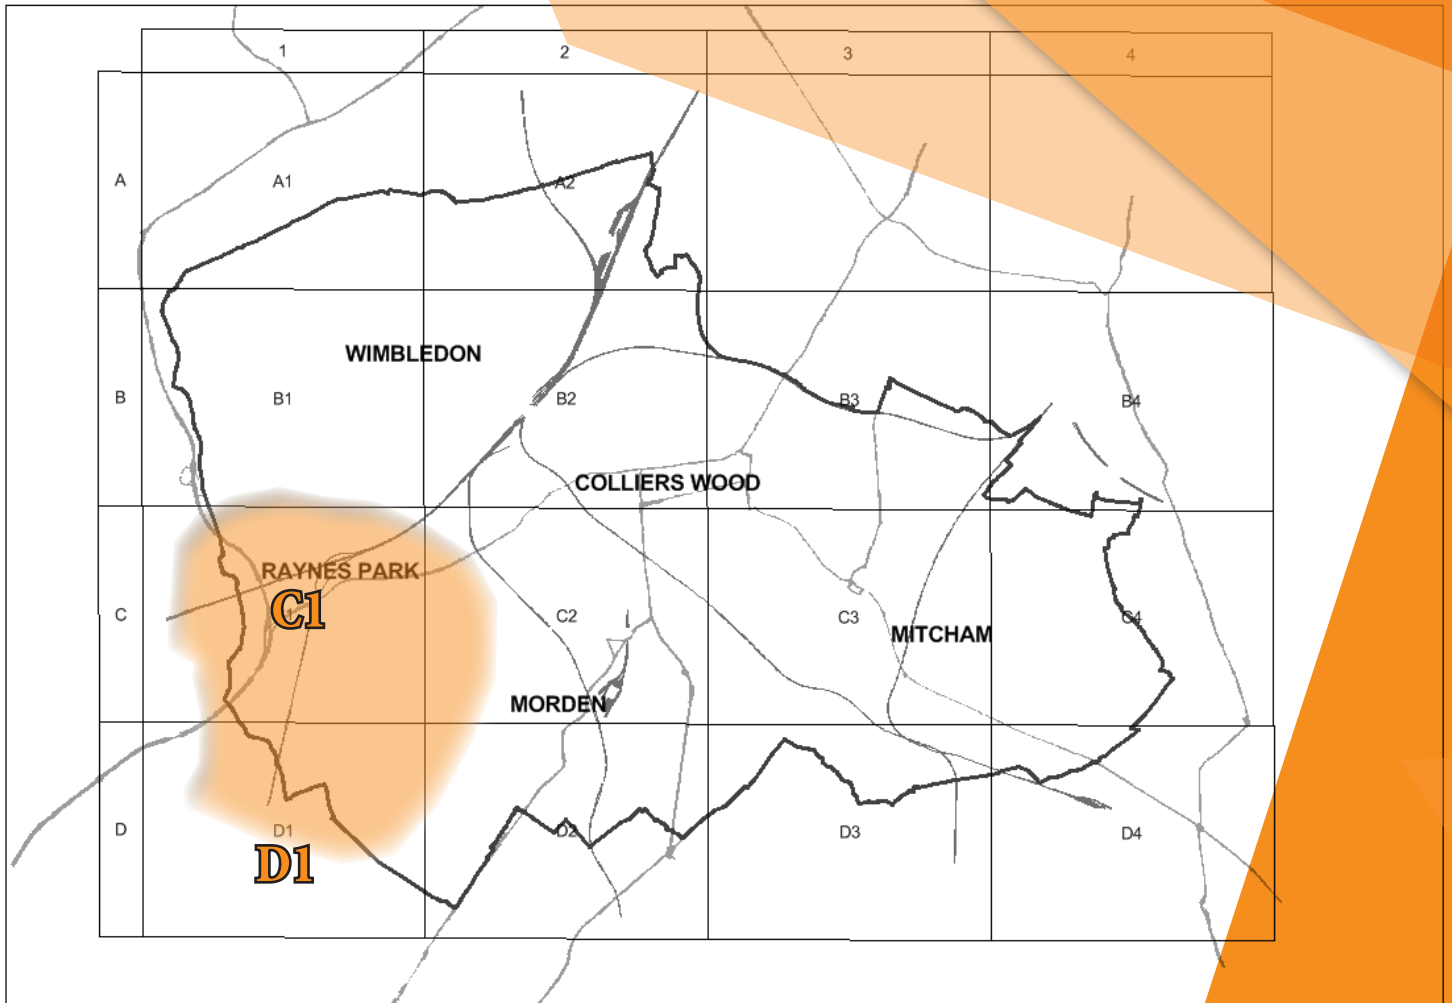 1 2 3 4
A A1 A2
WIMBLEDON
B B1 B2 B3 B4
COLLIERS WOOD
RAYNES PARK
C C1 C2 C3 C4
MITCHAM
MORDEN
D D1 D2 D3 D4
D1